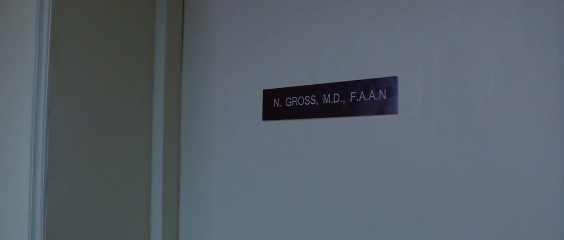 N. GROSS, M.D., F.A.A.N